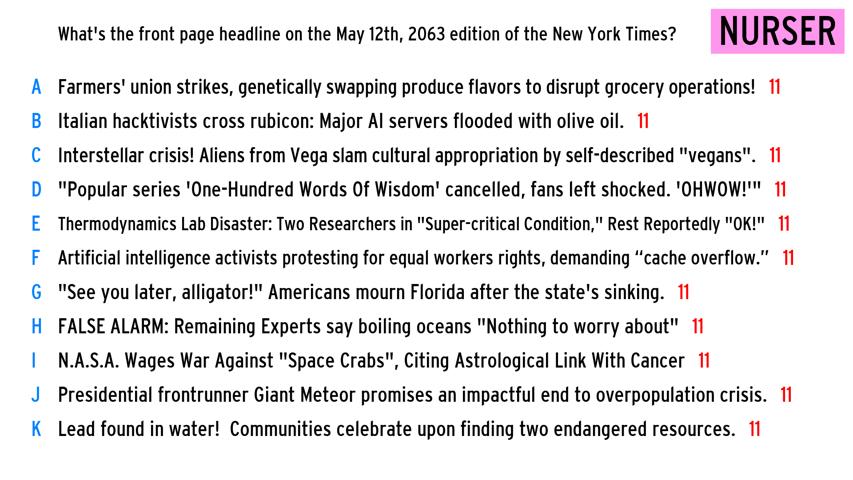 What's the front page headline on the May 12th, 2063 edition of the New York Times? NURSER
A Farmers' union strikes, genetically swapping produce flavors to disrupt grocery operations! 11
B Italian hacktivists cross rubicon: Major AI servers flooded with olive oil. 11
C Interstellar crisis! Aliens from Vega slam cultural appropriation by self-described "vegans". 11
D "Popular series 'One-Hundred Words Of Wisdom' cancelled, fans left shocked. 'OHWOW!'" 11
E Thermodynamics Lab Disaster: Two Researchers in "Super-critical Condition," Rest Reportedly "OK!" 11
F Artificial intelligence activists protesting for equal workers rights, demanding “cache overflow.” 11
G "See you later, alligator!" Americans mourn Florida after the state's sinking. 11
H FALSE ALARM: Remaining Experts say boiling oceans "Nothing to worry about" 11
I N.A.S.A. Wages War Against "Space Crabs", Citing Astrological Link With Cancer 11
J Presidential frontrunner Giant Meteor promises an impactful end to overpopulation crisis. 11
K Lead found in water!  Communities celebrate upon finding two endangered resources. 11